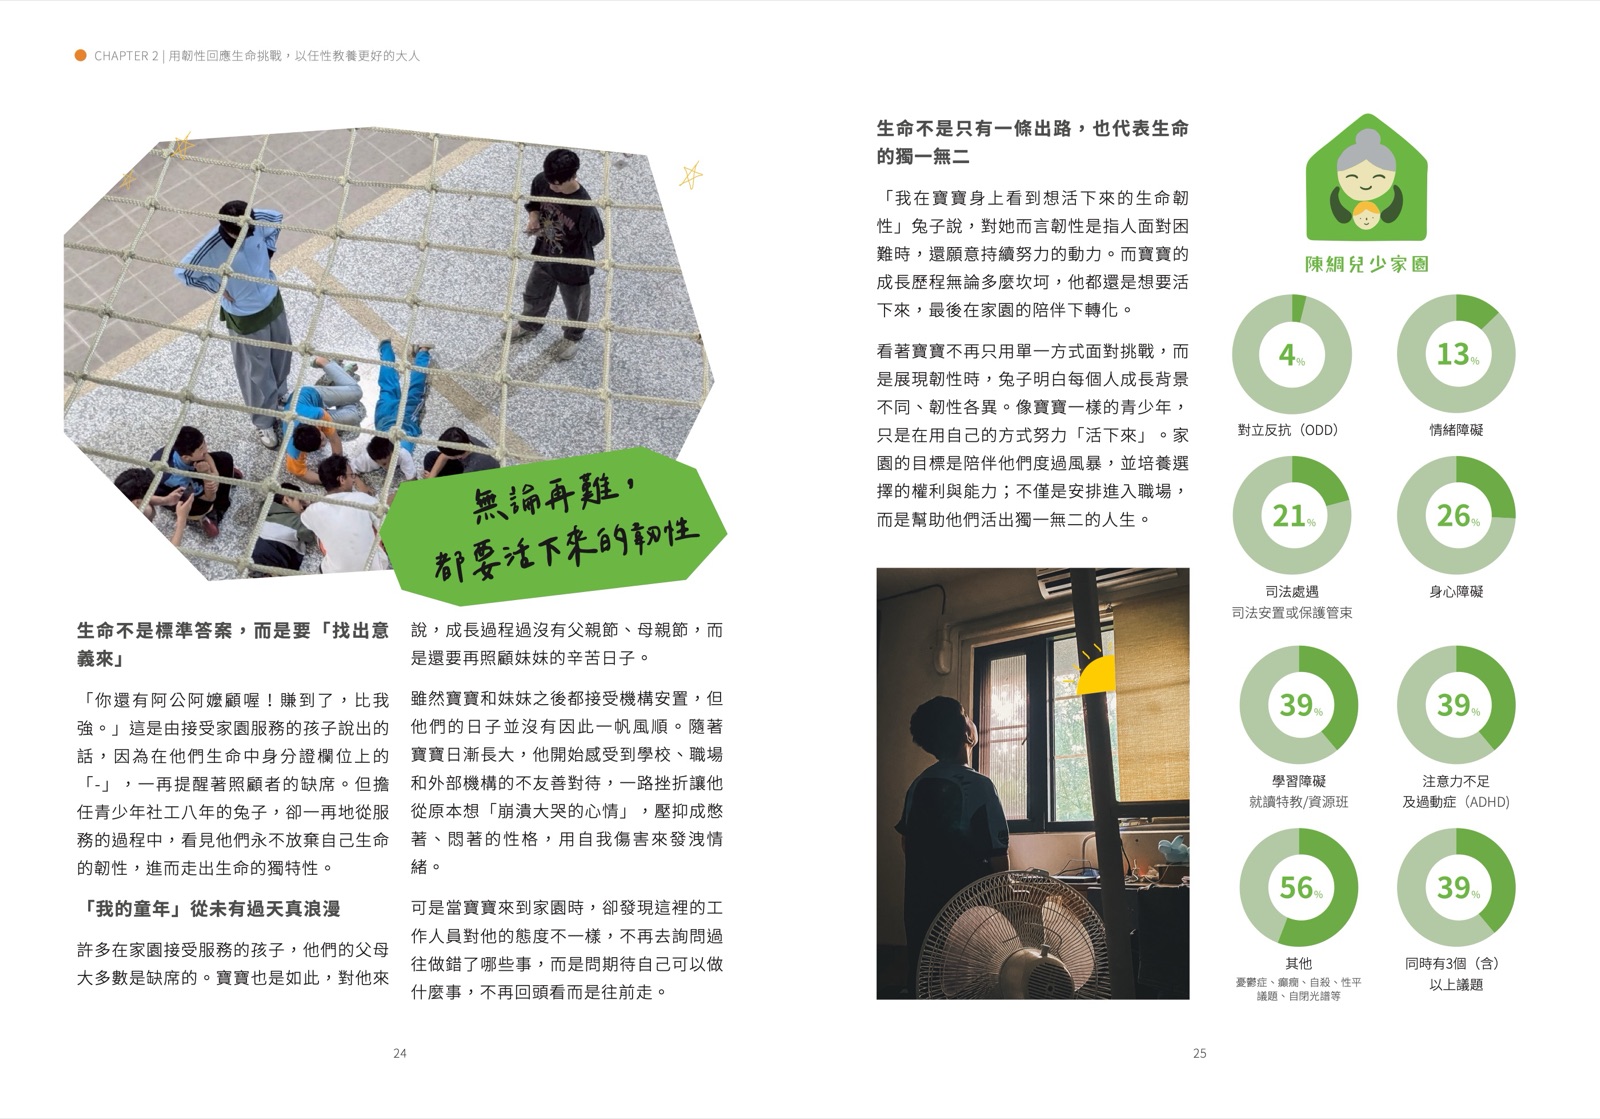 CHAPTER 2 | 用韌性回應生命挑戰，以任性教養更好的大人
無論再難，
都要活下來的韌性
生命不是標準答案，而是要「找出意
義來」
「你還有阿公阿嬤顧喔！賺到了，比我
強。」這是由接受家園服務的孩子說出的
話，因為在他們生命中身分證欄位上的
「-」，一再提醒著照顧者的缺席。但擔
任青少年社工八年的兔子，卻一再地從服
務的過程中，看見他們永不放棄自己生命
的韌性，進而走出生命的獨特性。
「我的童年」從未有過天真浪漫
許多在家園接受服務的孩子，他們的父母
大多數是缺席的。寶寶也是如此，對他來
說，成長過程過沒有父親節、母親節，而
是還要再照顧妹妹的辛苦日子。
雖然寶寶和妹妹之後都接受機構安置，但
他們的日子並沒有因此一帆風順。隨著
寶寶日漸長大，他開始感受到學校、職場
和外部機構的不友善對待，一路挫折讓他
從原本想「崩潰大哭的心情」，壓抑成憋
著、悶著的性格，用自我傷害來發洩情
緒。
可是當寶寶來到家園時，卻發現這裡的工
作人員對他的態度不一樣，不再去詢問過
往做錯了哪些事，而是問期待自己可以做
什麼事，不再回頭看而是往前走。
24
生命不是只有一條出路，也代表生命
的獨一無二
「我在寶寶身上看到想活下來的生命韌
性」兔子說，對她而言韌性是指人面對困
難時，還願意持續努力的動力。而寶寶的
成長歷程無論多麼坎坷，他都還是想要活
下來，最後在家園的陪伴下轉化。
看著寶寶不再只用單一方式面對挑戰，而
是展現韌性時，兔子明白每個人成長背景
不同、韌性各異。像寶寶一樣的青少年，
只是在用自己的方式努力「活下來」。家
園的目標是陪伴他們度過風暴，並培養選
擇的權利與能力；不僅是安排進入職場，
而是幫助他們活出獨一無二的人生。
陳綢兒少家園
4%
對立反抗（ODD）
13%
情緒障礙
21%
司法處遇
司法安置或保護管束
26%
身心障礙
39%
學習障礙
就讀特教/資源班
39%
注意力不足
及過動症（ADHD)
56%
其他
憂鬱症、癲癇、自殺、性平
議題、自閉光譜等
39%
同時有3個（含）
以上議題
25